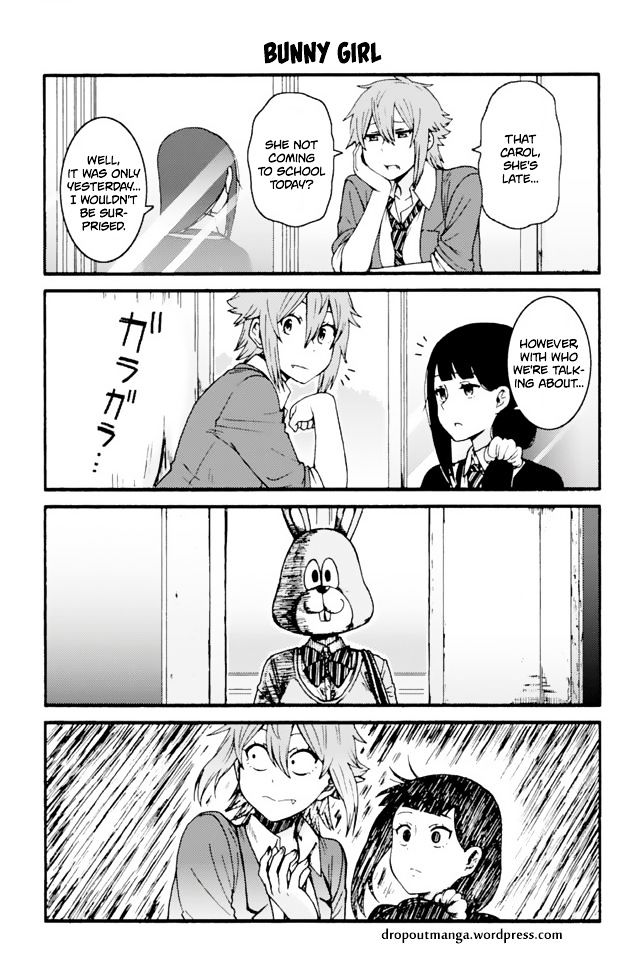 BUNNY GIRL
THAT
CAROL,
SHE'S
LATE...
SHE NOT
COMING
TO SCHOOL
TODAY?
WELL,
IT WAS ONLY
YESTERDAY...
I WOULDN'T
BE SUR-
PRISED.
HOWEVER,
WITH WHO
WE'RE TALK-
ING ABOUT...
ガラガラ...
dropoutmanga.wordpress.com